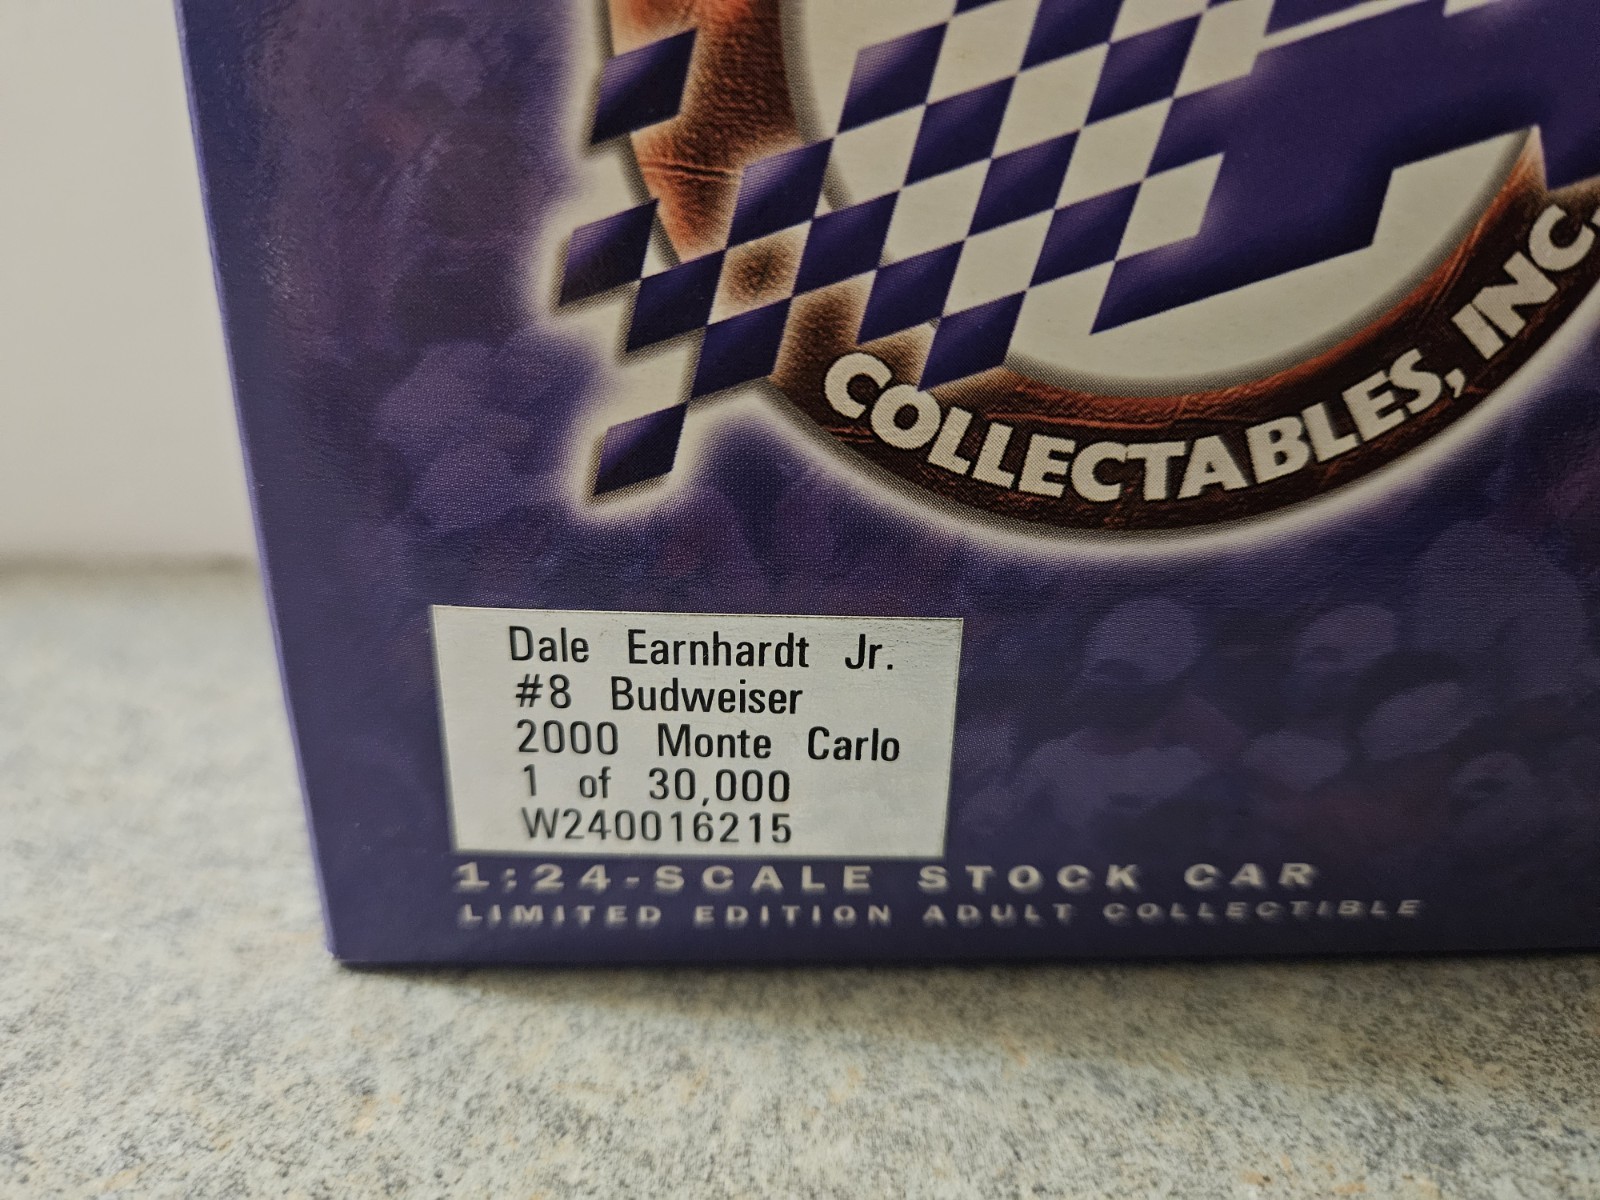 COLLECTABLES, INC.
Dale Earnhardt Jr.
#8 Budweiser
2000 Monte Carlo
1 of 30,000
W240016215
1:24-SCALE STOCK CAR
LIMITED EDITION ADULT COLLECTIBLE